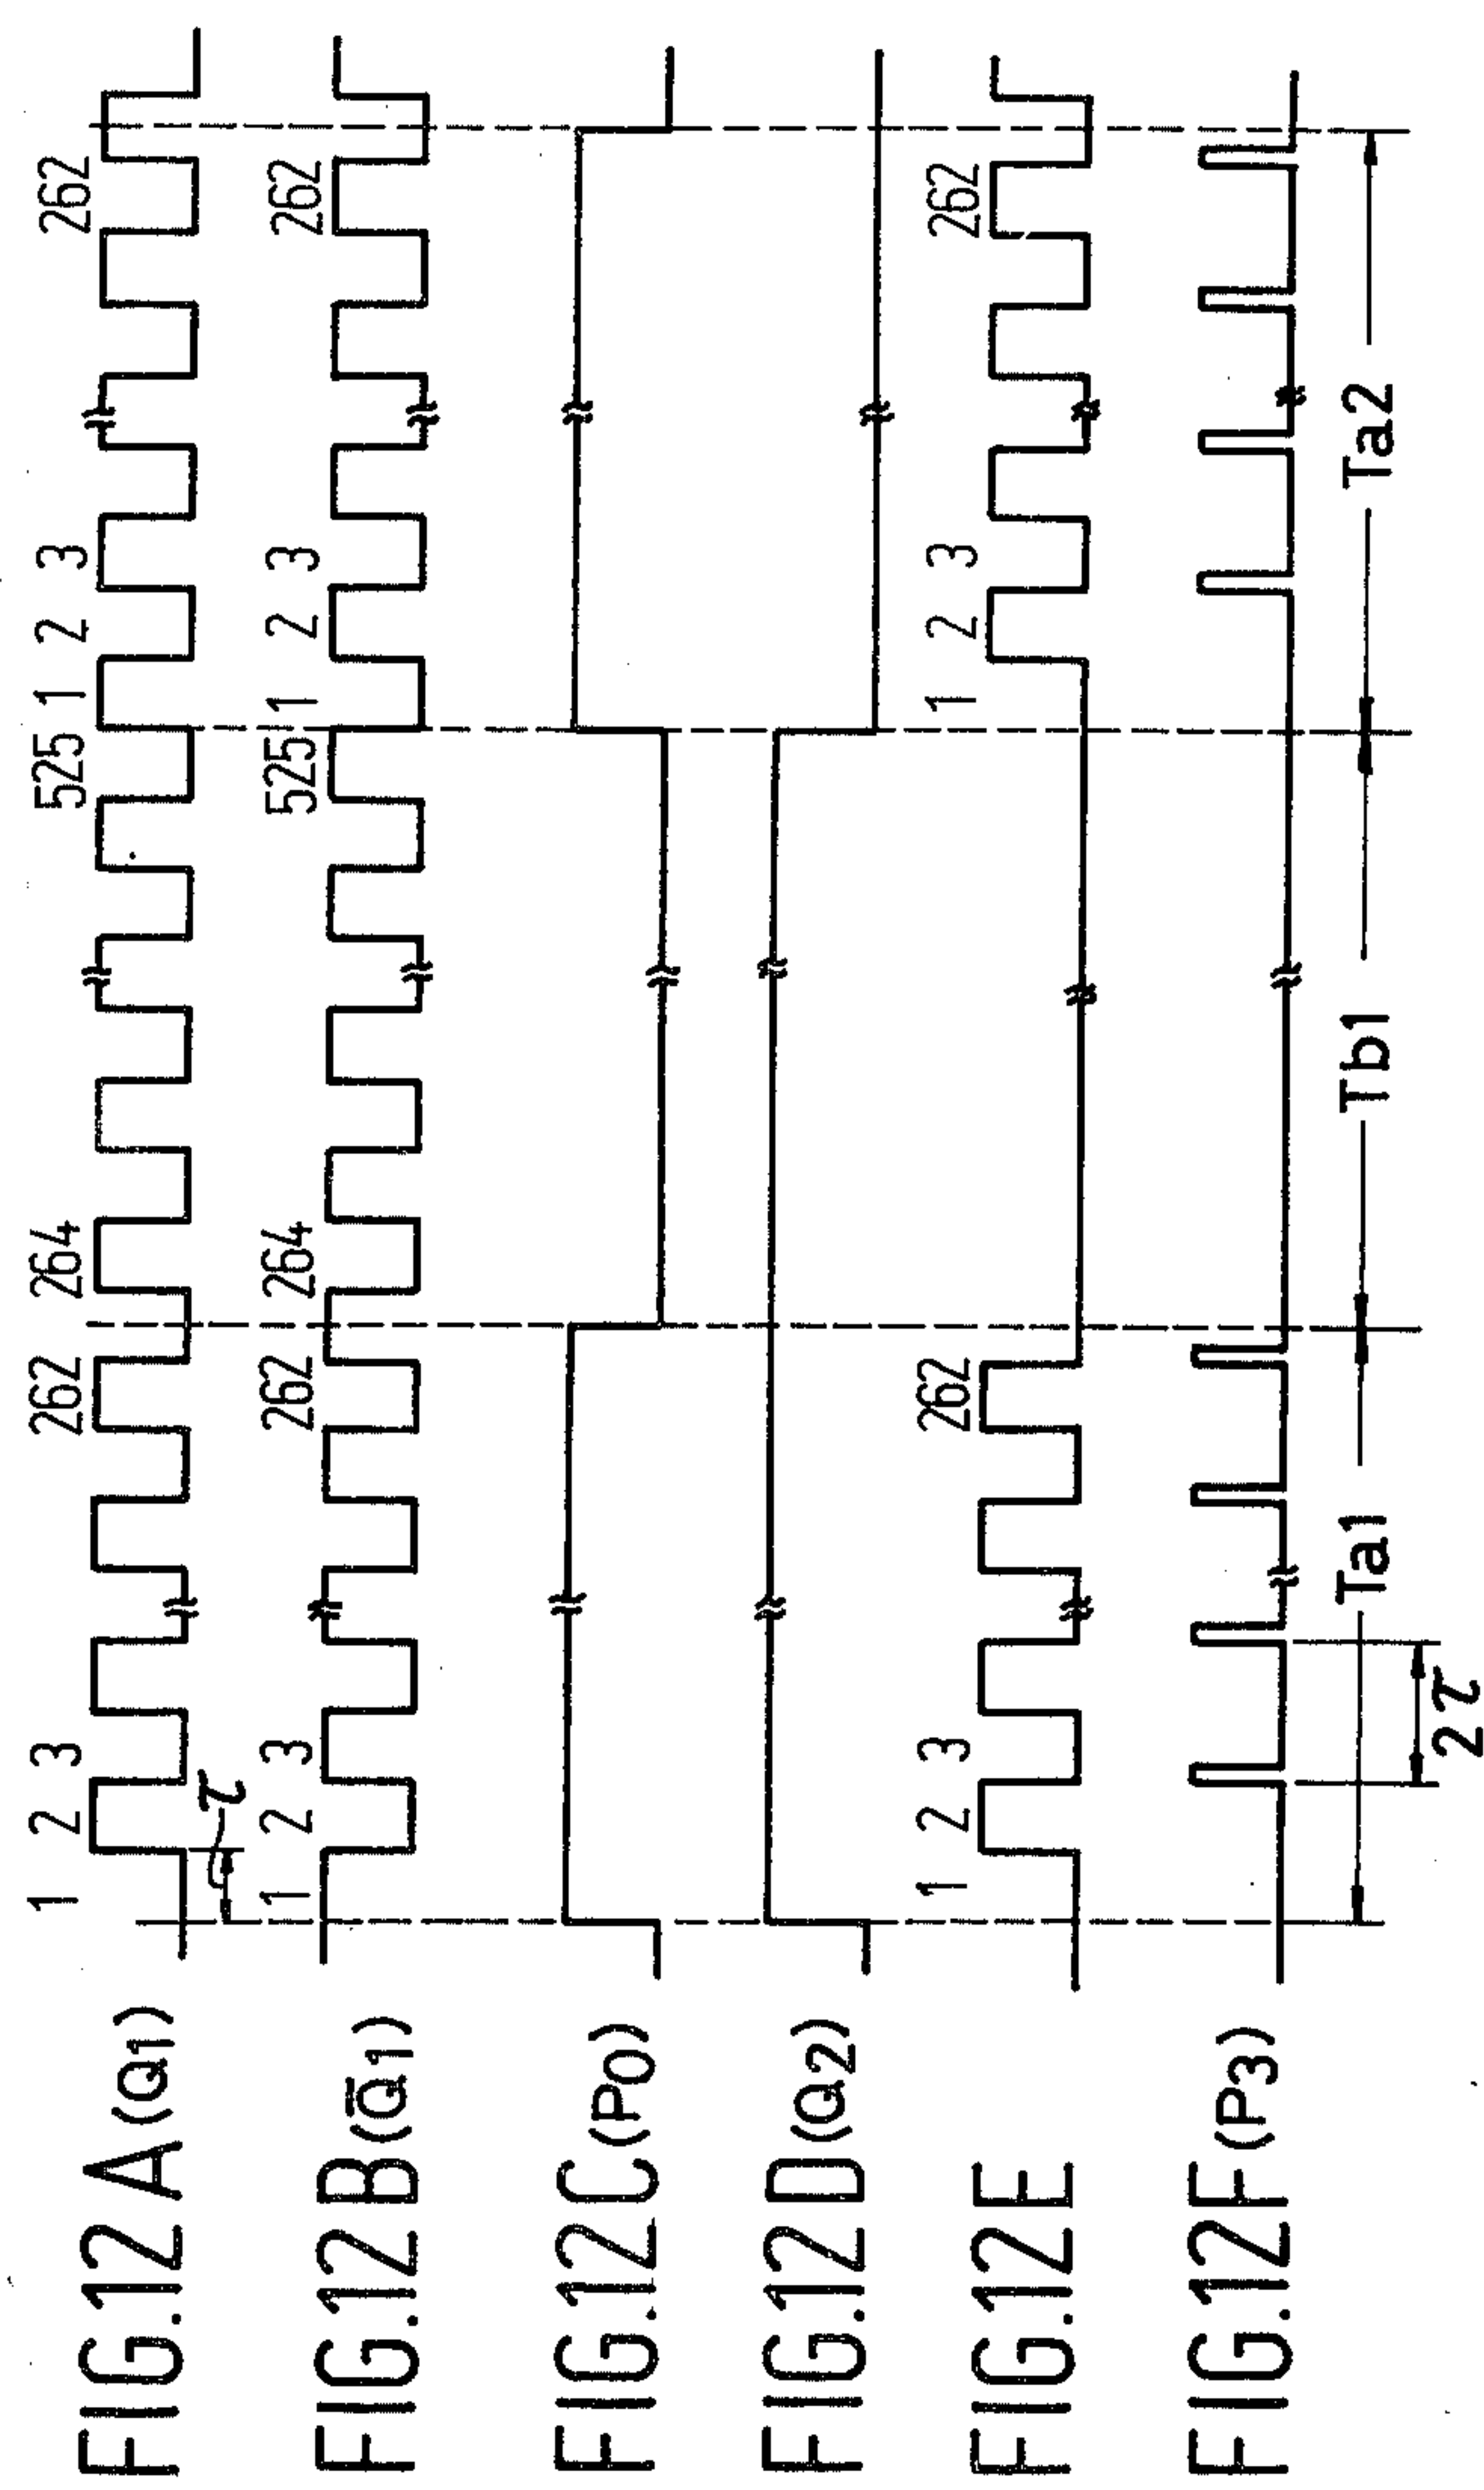 FIG.12A(Q1) 1 2 3 262 264 525 1 2 3 262
τ
FIG.12B(Q̄1) 1 2 3 262 264 525 1 2 3 262
FIG.12C(P0)
FIG.12D(Q2)
FIG.12E 1 2 3 262 1 2 3 262
FIG.12F(P3)
Ta1 Tb1 Ta2
2τ